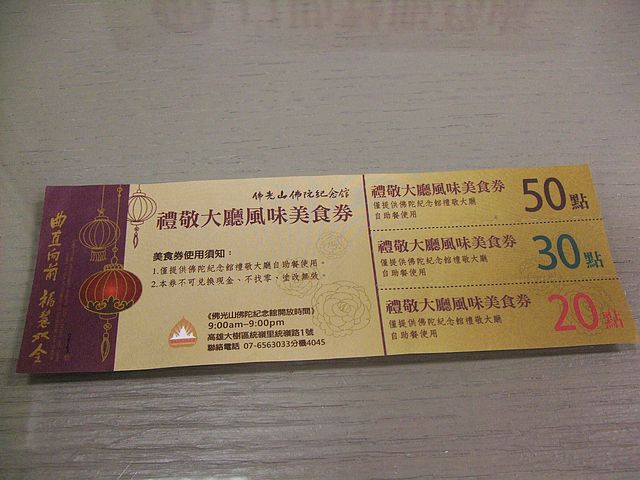 曲直向前 福慧双全
佛光山佛陀紀念館
禮敬大廳風味美食券
美食券使用須知：
1.僅提供佛陀紀念館禮敬大廳自助餐使用。
2.本券不可兌換現金、不找零、塗改無效。
《佛光山佛陀紀念館開放時間》
9:00am–9:00pm
高雄大樹區統嶺里統嶺路1號
聯絡電話 07-6563033分機4045
禮敬大廳風味美食券
僅提供佛陀紀念館禮敬大廳
自助餐使用
50點
禮敬大廳風味美食券
僅提供佛陀紀念館禮敬大廳
自助餐使用
30點
禮敬大廳風味美食券
僅提供佛陀紀念館禮敬大廳
自助餐使用
20點